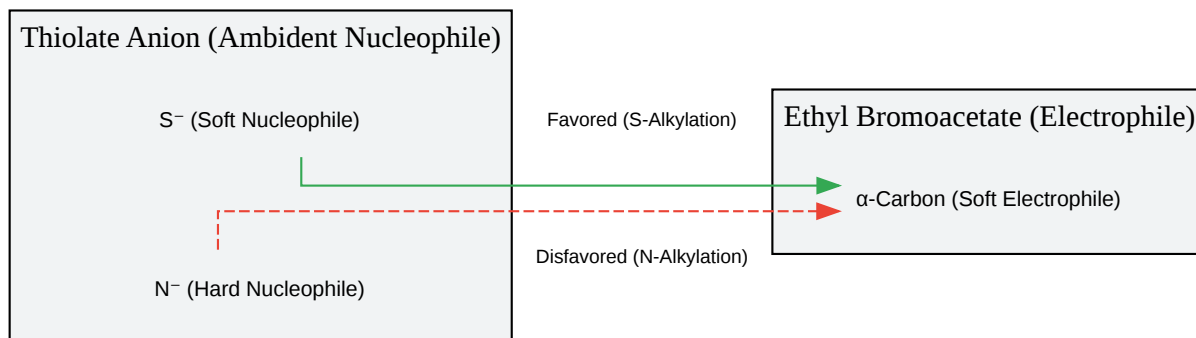 Thiolate Anion (Ambident Nucleophile)
S⁻ (Soft Nucleophile)
N⁻ (Hard Nucleophile)
Favored (S-Alkylation)
Disfavored (N-Alkylation)
Ethyl Bromoacetate (Electrophile)
α-Carbon (Soft Electrophile)